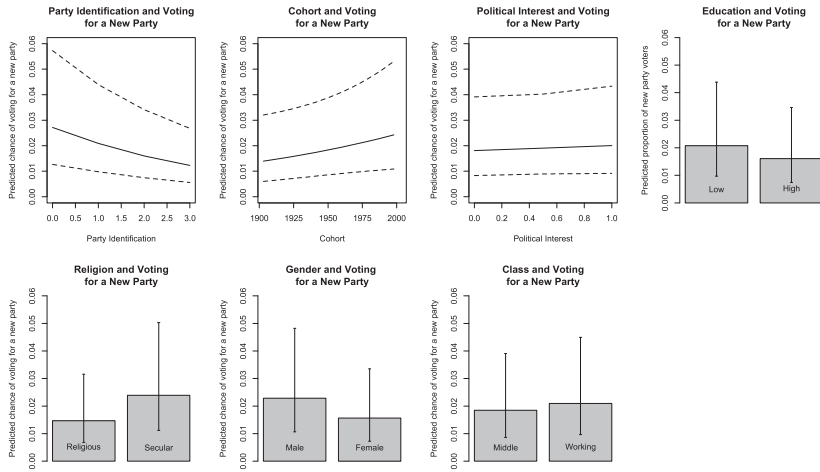 Party Identification and Voting
for a New Party
Predicted chance of voting for a new party
0.00 0.01 0.02 0.03 0.04 0.05 0.06
0.0 0.5 1.0 1.5 2.0 2.5 3.0
Party Identification
Cohort and Voting
for a New Party
Predicted chance of voting for a new party
0.00 0.01 0.02 0.03 0.04 0.05 0.06
1900 1925 1950 1975 2000
Cohort
Political Interest and Voting
for a New Party
Predicted chance of voting for a new party
0.00 0.01 0.02 0.03 0.04 0.05 0.06
0.0 0.2 0.4 0.6 0.8 1.0
Political Interest
Education and Voting
for a New Party
Predicted proportion of new party voters
0.00 0.01 0.02 0.03 0.04 0.05 0.06
Low High
Religion and Voting
for a New Party
Predicted chance of voting for a new party
0.00 0.01 0.02 0.03 0.04 0.05 0.06
Religious Secular
Gender and Voting
for a New Party
Predicted chance of voting for a new party
0.00 0.01 0.02 0.03 0.04 0.05 0.06
Male Female
Class and Voting
for a New Party
Predicted chance of voting for a new party
0.00 0.01 0.02 0.03 0.04 0.05 0.06
Middle Working